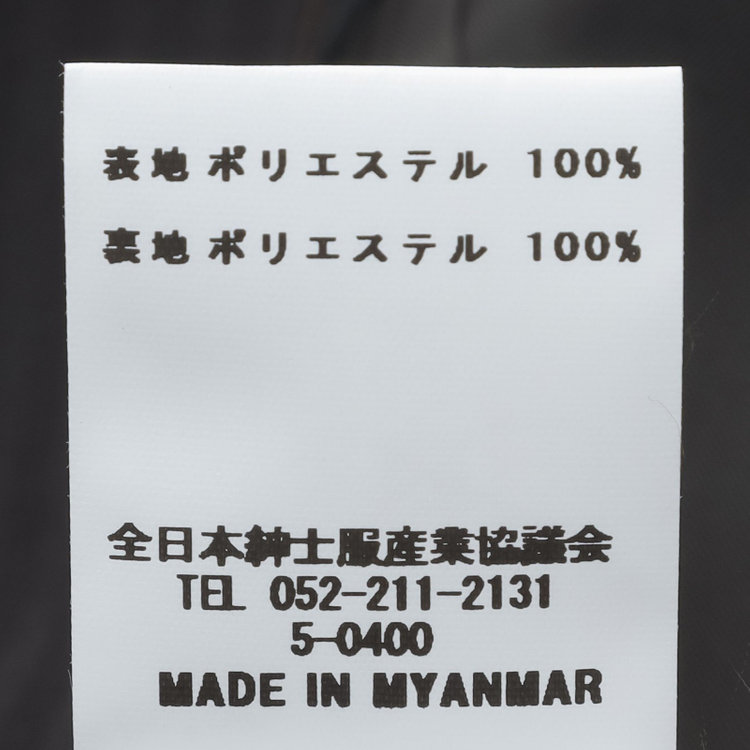 表地 ポリエステル 100%
裏地 ポリエステル 100%
全日本紳士服産業協議会
TEL 052-211-2131
5-0400
MADE IN MYANMAR